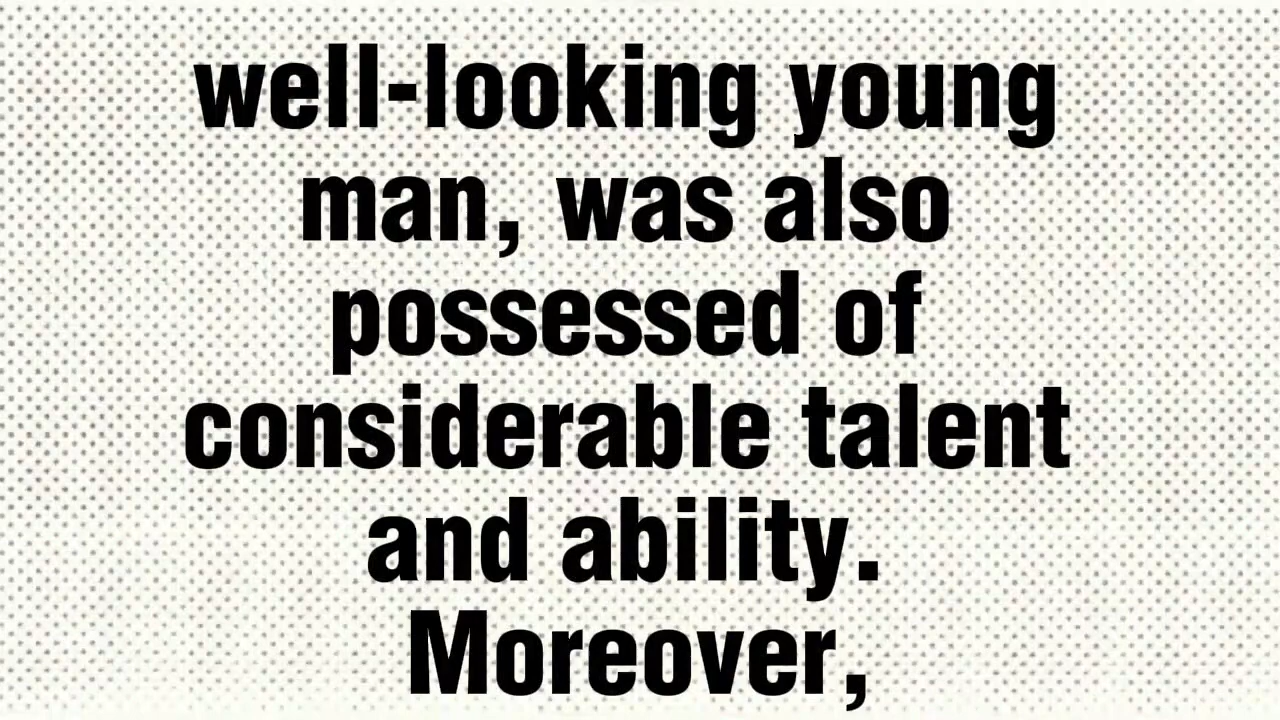 well-looking young
man, was also
possessed of
considerable talent
and ability.
Moreover,